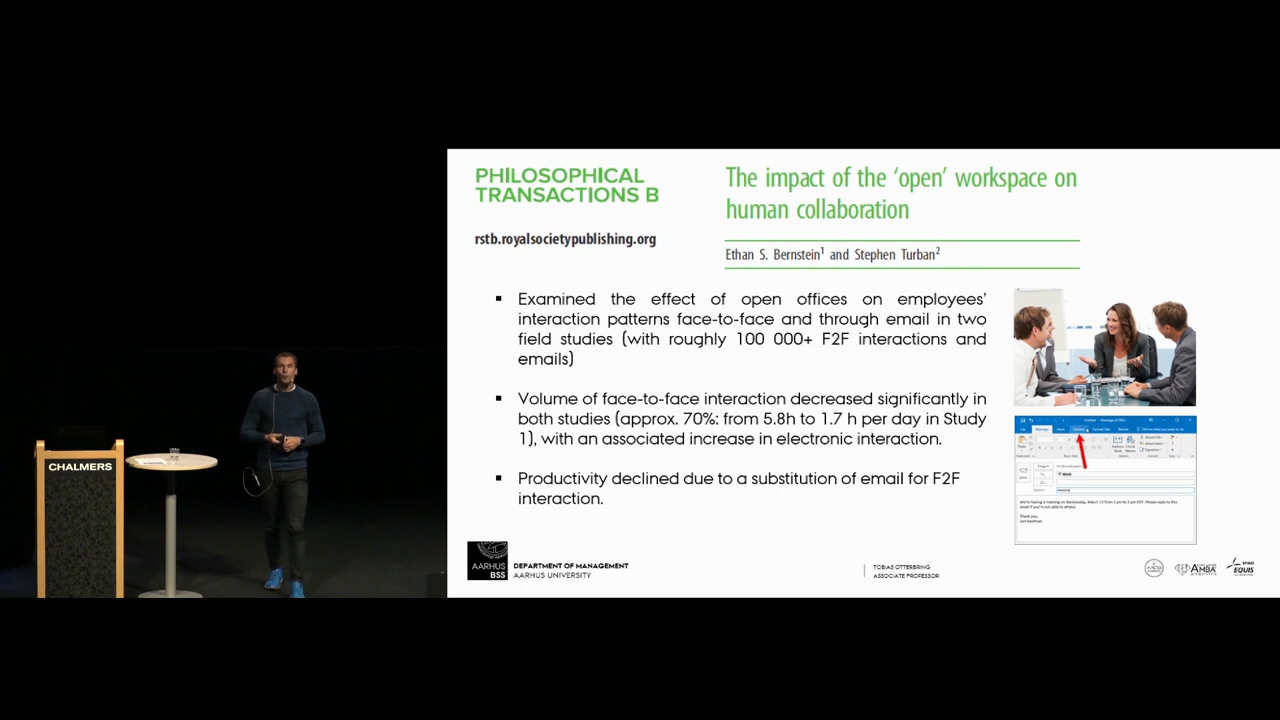 CHALMERS
PHILOSOPHICAL
TRANSACTIONS B
rstb.royalsocietypublishing.org
The impact of the ‘open’ workspace on
human collaboration
Ethan S. Bernstein1 and Stephen Turban2
▪ Examined the effect of open offices on employees’
interaction patterns face-to-face and through email in two
field studies (with roughly 100 000+ F2F interactions and
emails)
▪ Volume of face-to-face interaction decreased significantly in
both studies (approx. 70%: from 5.8h to 1.7 h per day in Study
1), with an associated increase in electronic interaction.
▪ Productivity declined due to a substitution of email for F2F
interaction.
AARHUS
BSS
DEPARTMENT OF MANAGEMENT
AARHUS UNIVERSITY
TOBIAS OTTERBRING
ASSOCIATE PROFESSOR
AMBA
EQUIS